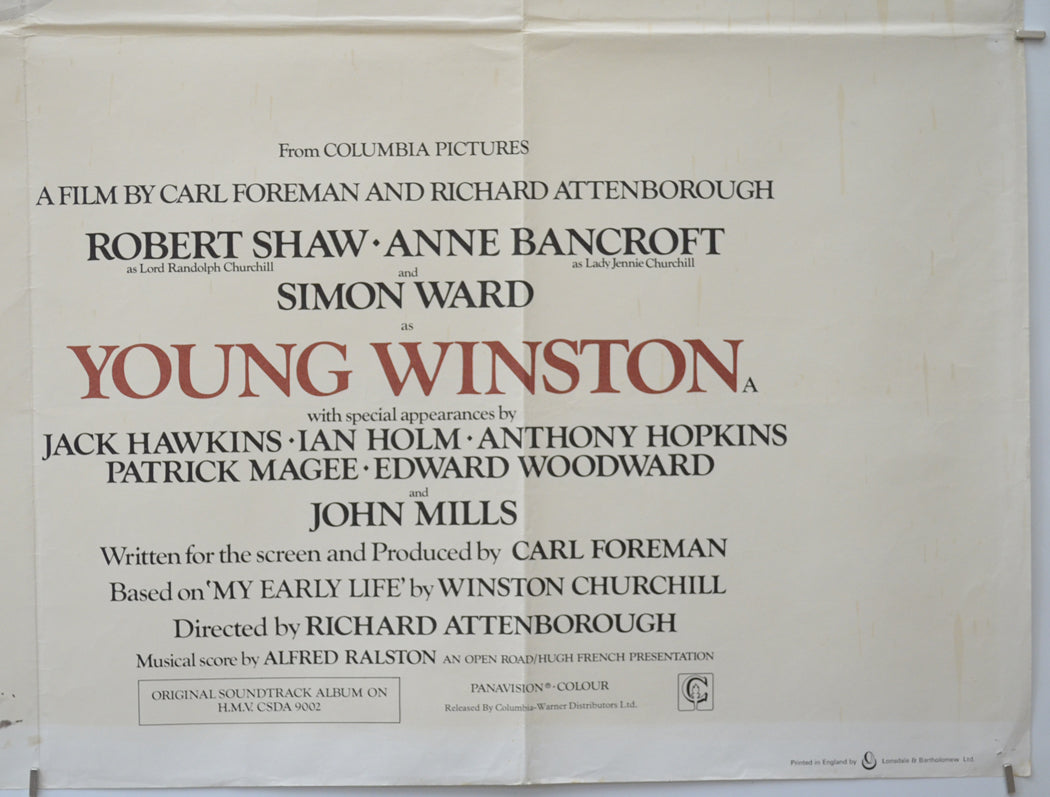 From COLUMBIA PICTURES
A FILM BY CARL FOREMAN AND RICHARD ATTENBOROUGH
ROBERT SHAW · ANNE BANCROFT
as Lord Randolph Churchill as Lady Jennie Churchill
and
SIMON WARD
as
YOUNG WINSTON A
with special appearances by
JACK HAWKINS · IAN HOLM · ANTHONY HOPKINS
PATRICK MAGEE · EDWARD WOODWARD
and
JOHN MILLS
Written for the screen and Produced by CARL FOREMAN
Based on 'MY EARLY LIFE' by WINSTON CHURCHILL
Directed by RICHARD ATTENBOROUGH
Musical score by ALFRED RALSTON AN OPEN ROAD/HUGH FRENCH PRESENTATION
ORIGINAL SOUNDTRACK ALBUM ON
H.M.V. CSDA 9002
PANAVISION® · COLOUR
Released By Columbia-Warner Distributors Ltd.
Printed in England by Lonsdale & Bartholomew Ltd.